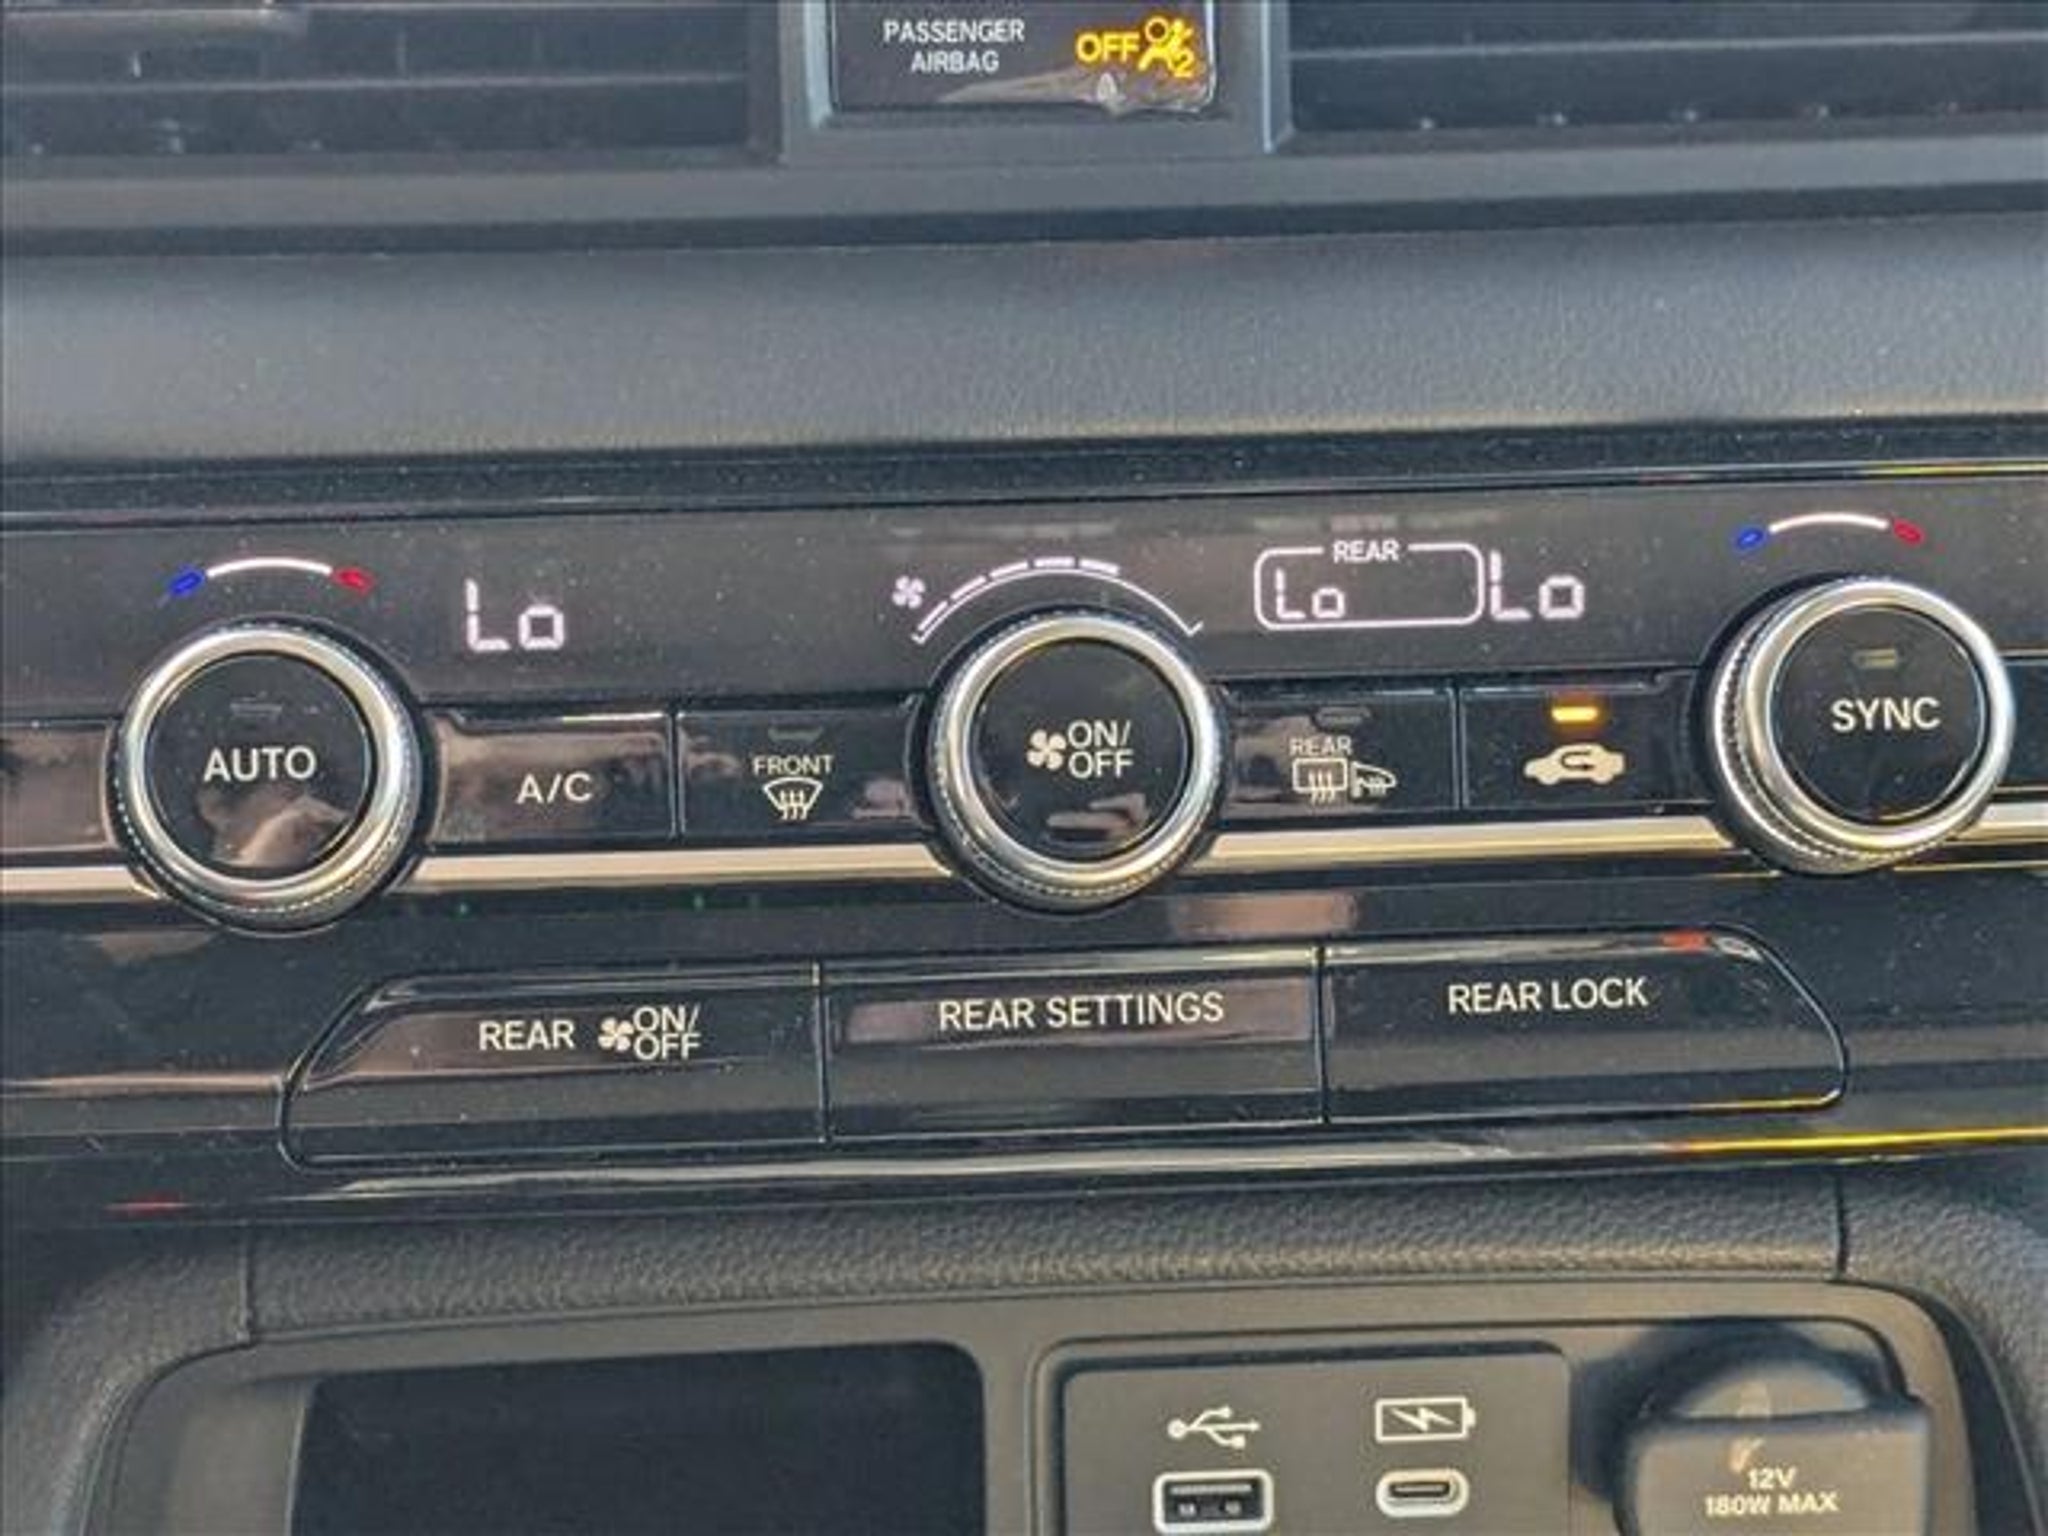 PASSENGER
AIRBAG
OFF
2
Lo
REAR
Lo
Lo
AUTO
A/C
FRONT
ON/
OFF
REAR
SYNC
REAR
ON/
OFF
REAR SETTINGS
REAR LOCK
12V
180W MAX